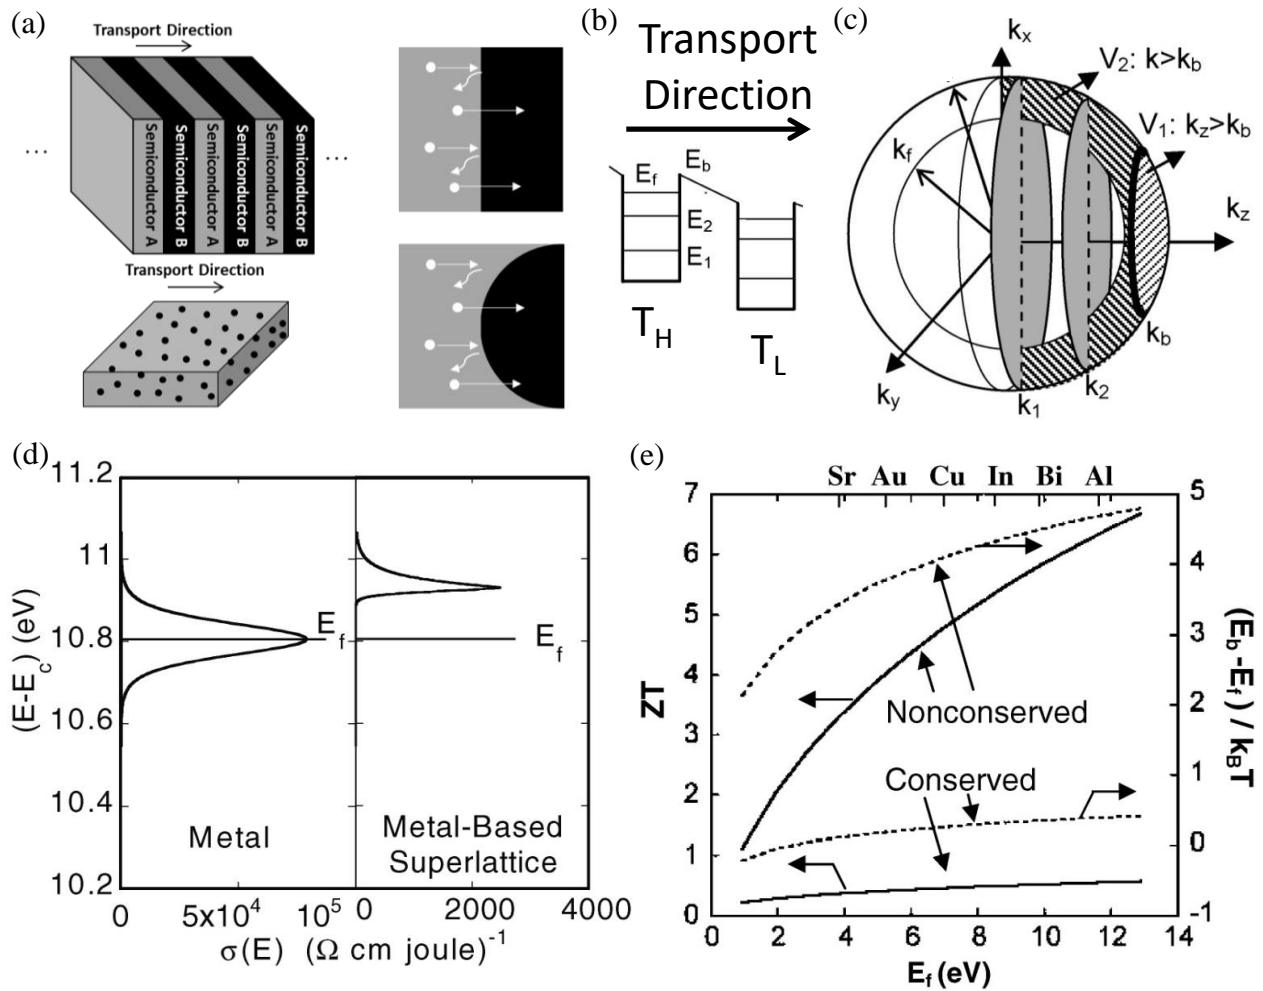 (a)
Transport Direction
Semiconductor A
Semiconductor B
Semiconductor A
Semiconductor B
Semiconductor A
Semiconductor B
...
...
Transport Direction
(b)
Transport
Direction
E_f
E_b
E_2
E_1
T_H
T_L
(c)
k_x
V_2: k>k_b
V_1: k_z>k_b
k_f
k_z
k_y
k_1
k_2
k_b
(d)
11.2
11
10.8
10.6
10.4
10.2
(E-E_c) (eV)
E_f
E_f
Metal
Metal-Based
Superlattice
0
5x10^4
10^5
0
2000
4000
σ(E) (Ω cm joule)^-1
(e)
Sr Au Cu In Bi Al
7
6
5
4
3
2
1
0
ZT
5
4
3
2
1
0
-1
(E_b-E_f) / k_BT
Nonconserved
Conserved
0 2 4 6 8 10 12 14
E_f (eV)